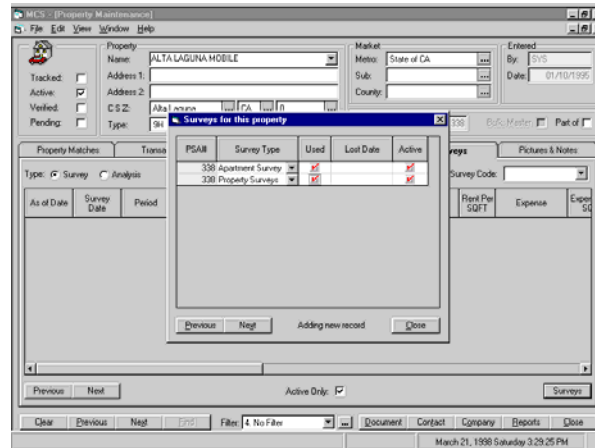 MCS - [Property Maintenance]
File Edit View Window Help
Property Market Entered
Name: ALTA LAGUNA MOBILE Metro: State of CA ... By: SYS
Tracked: Address 1: Sub: ... Date: 01/10/1995
Active: Address 2: County: ...
Verified: C S Z: Alta Laguna ... CA ... 0
Pending: Type: 9H 338 Part of
Surveys for this property
Property Matches Transa veys Pictures & Notes
Type: Survey Analysis Survey Code:
PSA# Survey Type Used Lost Date Active
As of Date Survey Date Period Rent Per SQFT Expense Exper SQ
338 Apartment Survey
338 Property Surveys
Previous Next Adding new record Close
Previous Next Active Only: Surveys
Clear Previous Next Find Filter: 4. No Filter ... Document Contact Company Reports Close
March 21, 1998 Saturday 3:29:25 PM